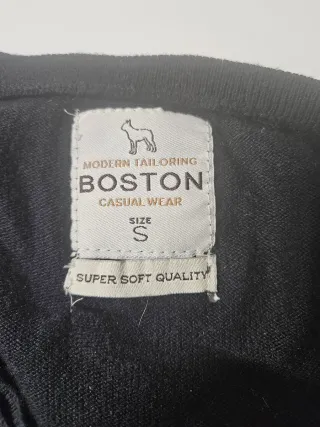 MODERN TAILORING
BOSTON
CASUAL WEAR
SIZE
S
SUPER SOFT QUALITY